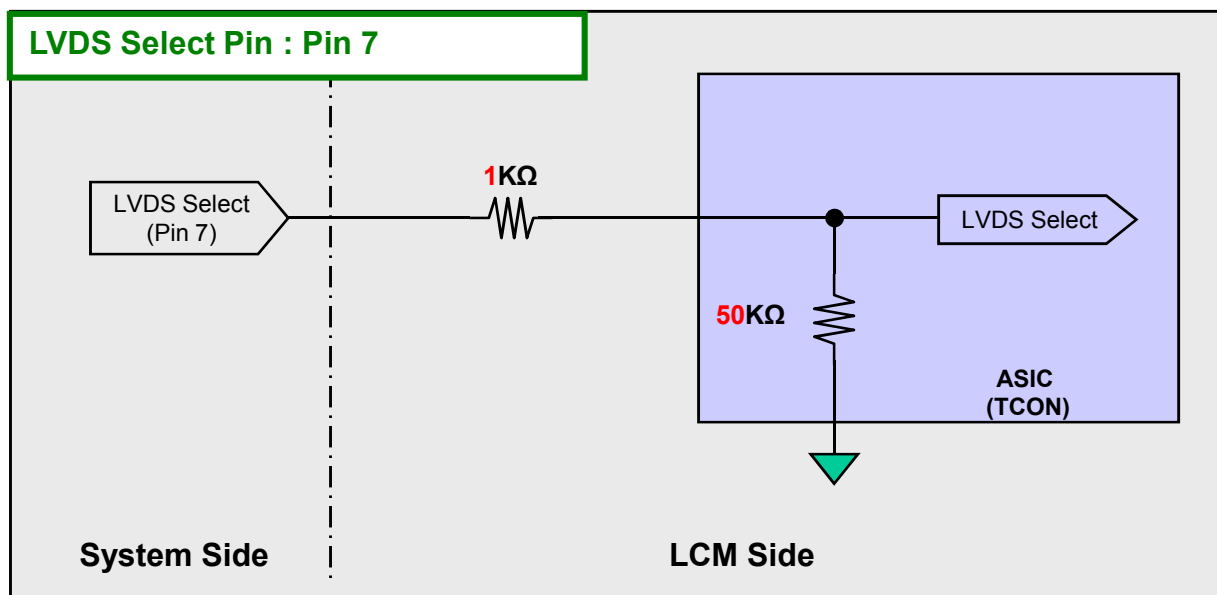 LVDS Select Pin : Pin 7
1KΩ
LVDS Select
(Pin 7)
LVDS Select
50KΩ
ASIC
(TCON)
System Side
LCM Side